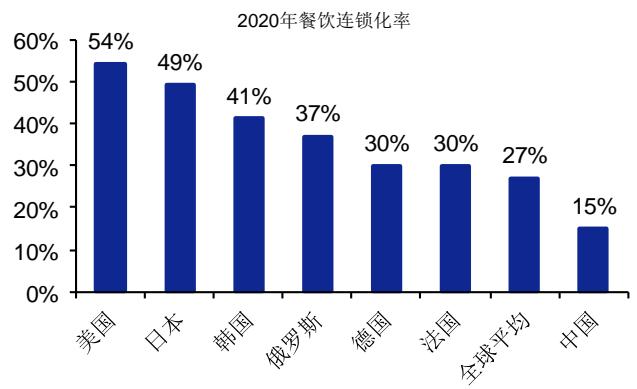 2020年餐饮连锁化率
60%
50%
40%
30%
20%
10%
0%
54%
49%
41%
37%
30%
30%
27%
15%
美国
日本
韩国
俄罗斯
德国
法国
全球平均
中国